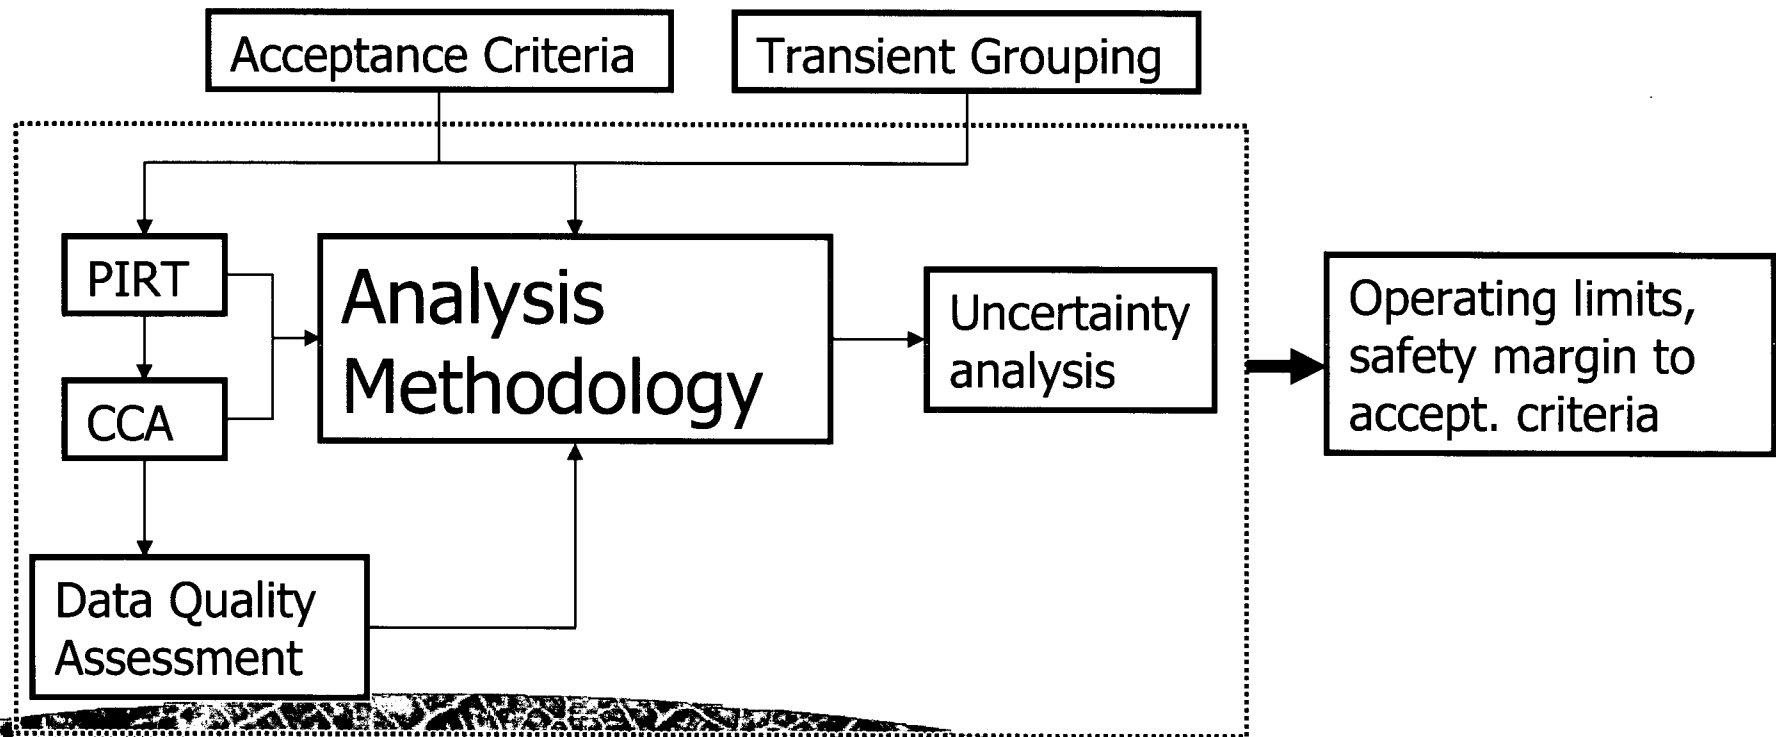 Acceptance Criteria
Transient Grouping
PIRT
Analysis
Methodology
Uncertainty
analysis
Operating limits,
safety margin to
accept. criteria
CCA
Data Quality
Assessment